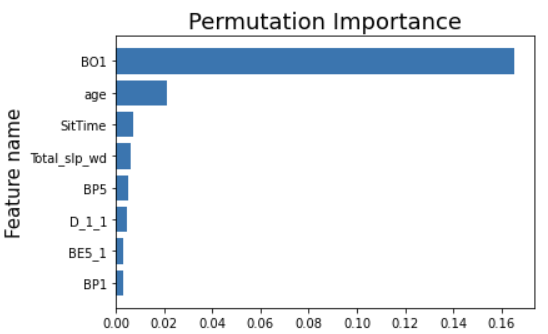 Permutation Importance
Feature name
BO1
age
SitTime
Total_slp_wd
BP5
D_1_1
BE5_1
BP1
0.00 0.02 0.04 0.06 0.08 0.10 0.12 0.14 0.16